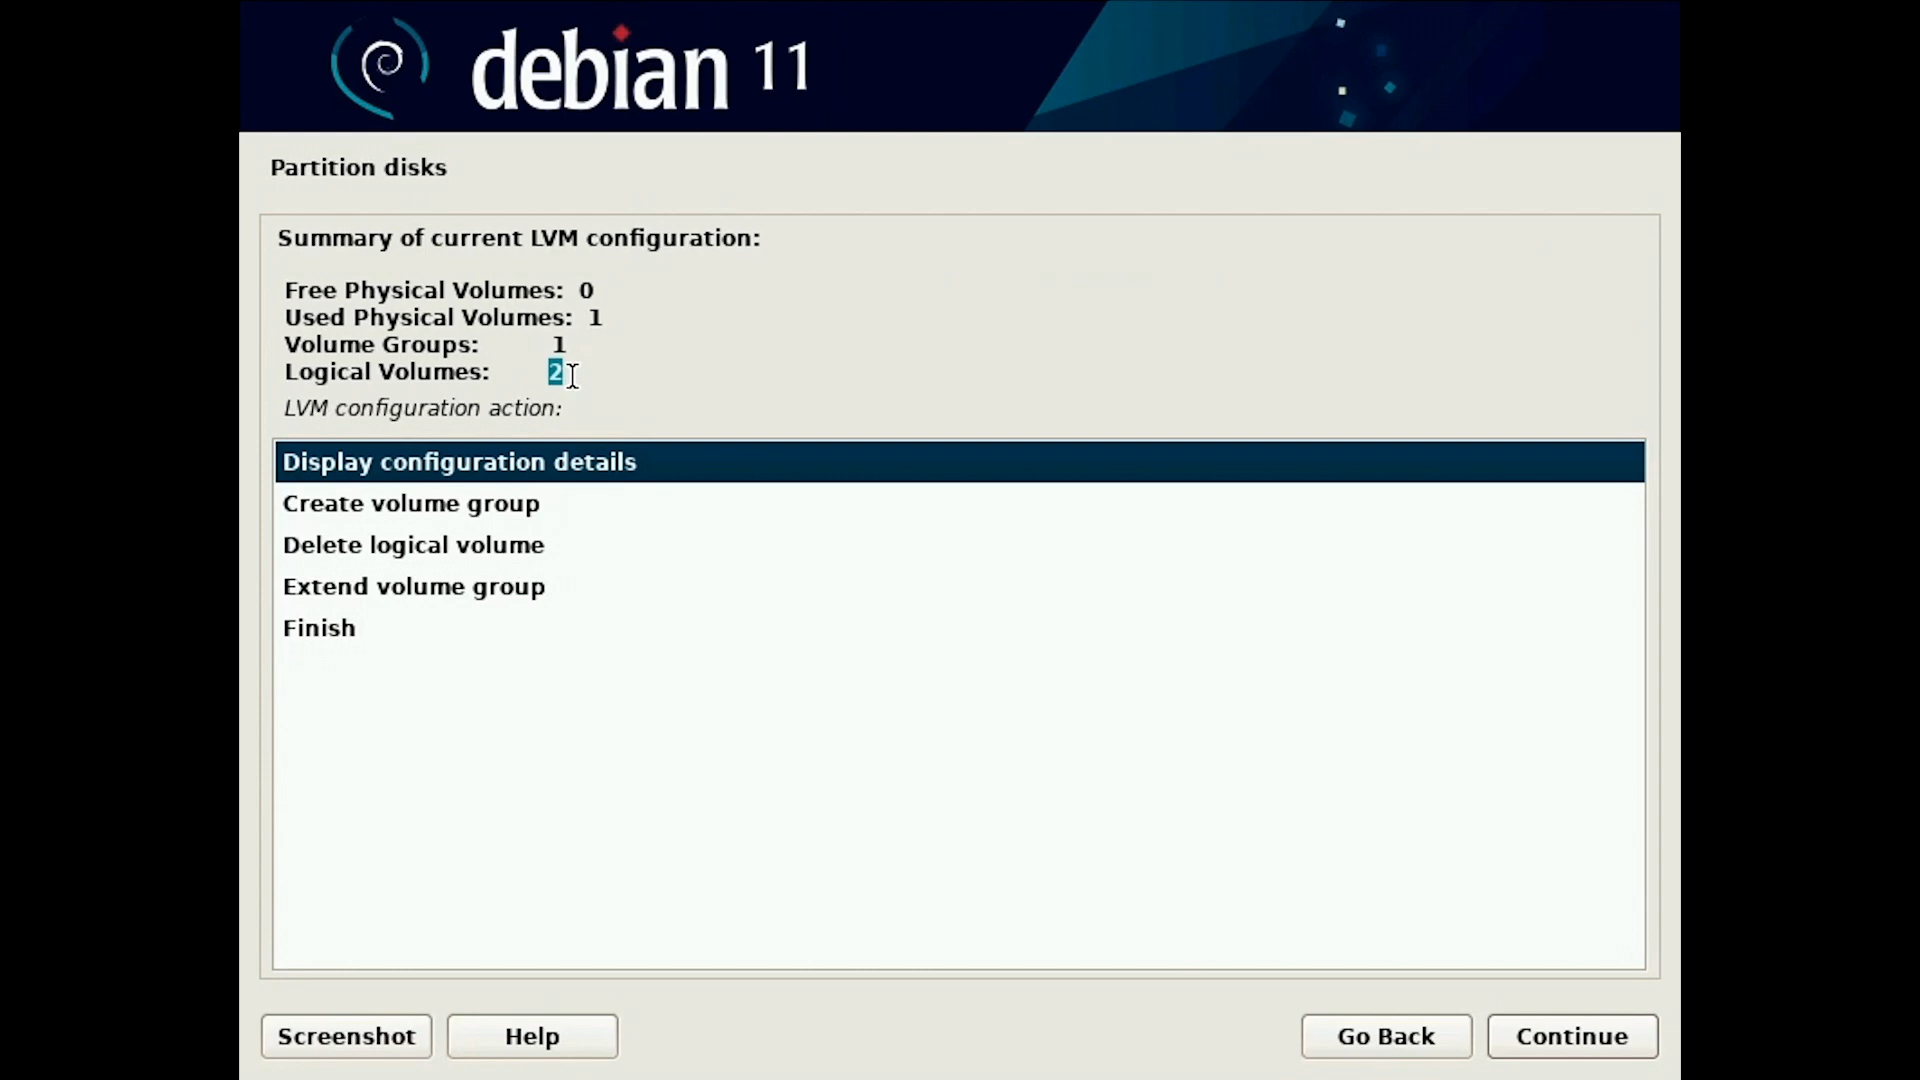 debian 11
Partition disks
Summary of current LVM configuration:
Free Physical Volumes: 0
Used Physical Volumes: 1
Volume Groups: 1
Logical Volumes: 2
LVM configuration action:
Display configuration details
Create volume group
Delete logical volume
Extend volume group
Finish
Screenshot Help Go Back Continue